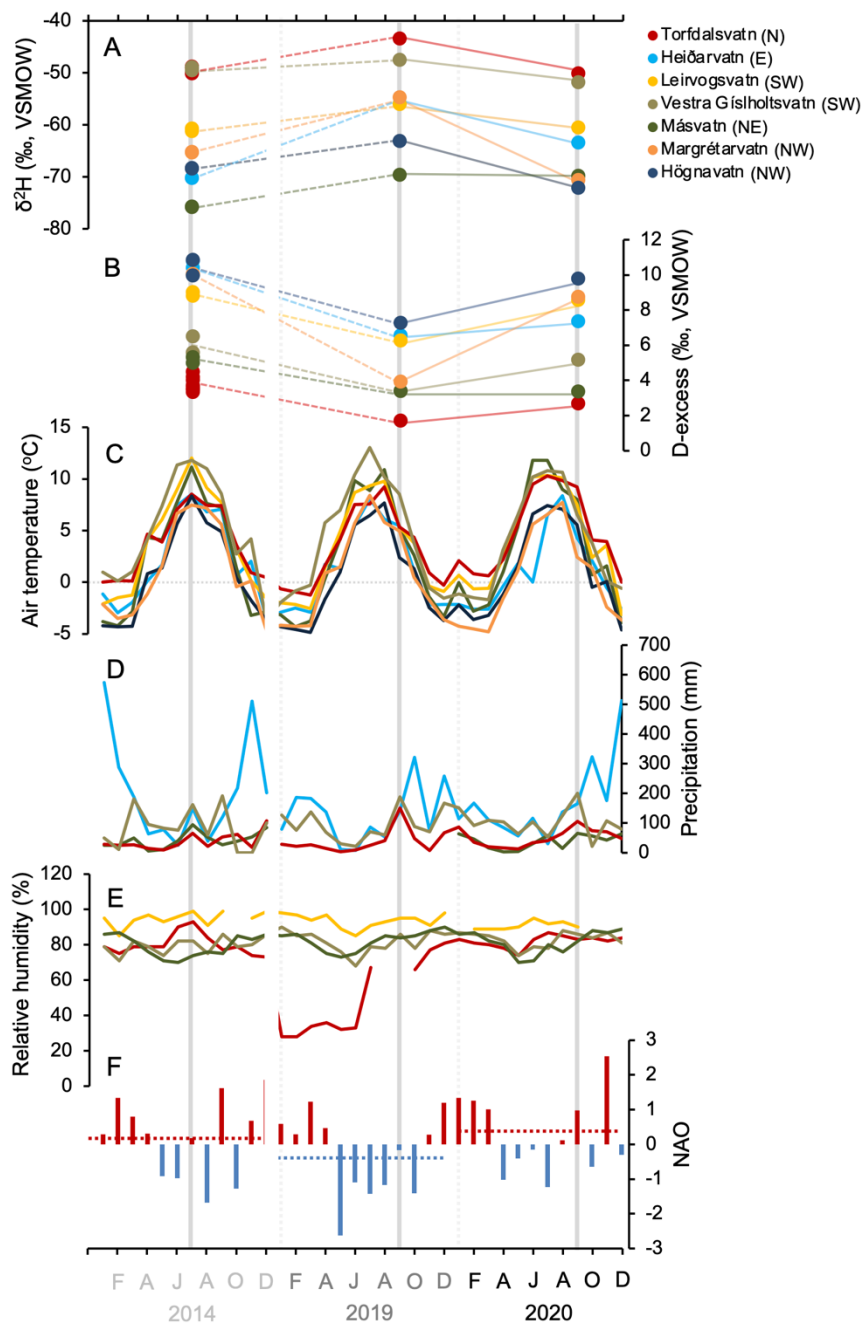 A
δ²H (‰, VSMOW)
-40
-50
-60
-70
-80
Torfdalsvatn (N)
Heiðarvatn (E)
Leirvogsvatn (SW)
Vestra Gíslholtsvatn (SW)
Másvatn (NE)
Margrétarvatn (NW)
Högnavatn (NW)
B
D-excess (‰, VSMOW)
12
10
8
6
4
2
0
C
Air temperature (ºC)
15
10
5
0
-5
D
Precipitation (mm)
700
600
500
400
300
200
100
0
E
Relative humidity (%)
120
100
80
60
40
20
0
F
NAO
3
2
1
0
-1
-2
-3
F A J A O D F A J A O D F A J A O D
2014 2019 2020